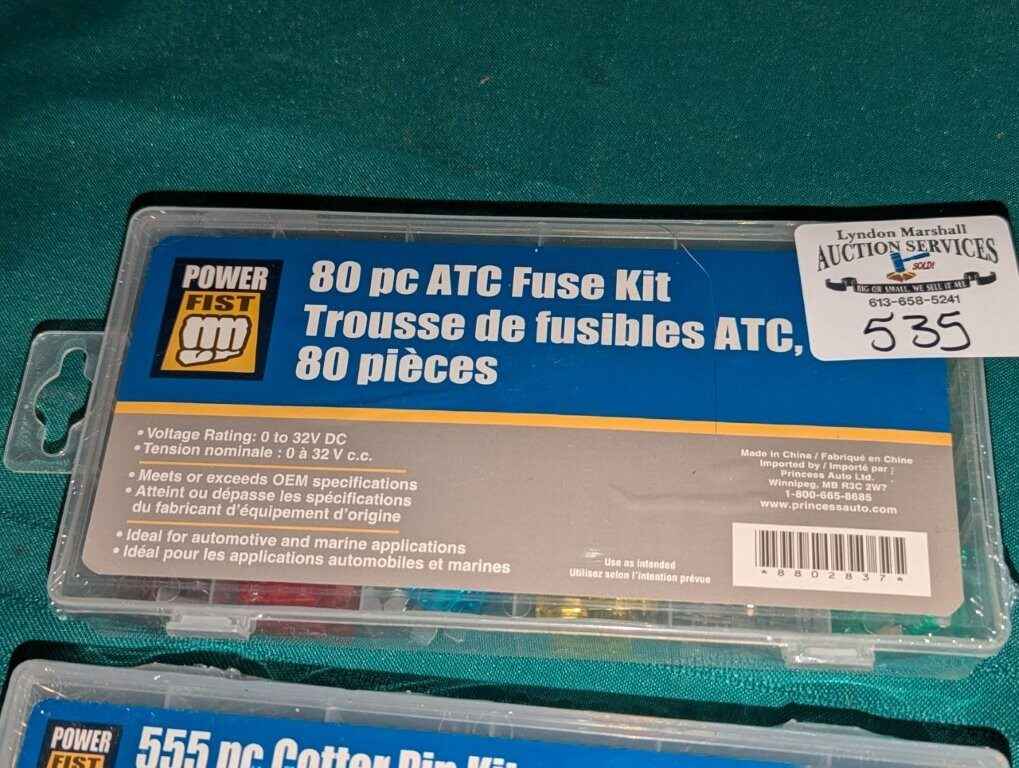 POWER
FIST
80 pc ATC Fuse Kit
Trousse de fusibles ATC,
80 pièces
Lyndon Marshall
AUCTION SERVICES
SOLD!
BIG OR SMALL, WE SELL IT ALL
613-658-5241
535
• Voltage Rating: 0 to 32V DC
• Tension nominale : 0 à 32 V c.c.
• Meets or exceeds OEM specifications
• Atteint ou dépasse les spécifications
du fabricant d'équipement d'origine
• Ideal for automotive and marine applications
• Idéal pour les applications automobiles et marines
Use as intended
Utilisez selon l'intention prévue
Made in China / Fabriqué en Chine
Imported by / Importé par :
Princess Auto Ltd.
Winnipeg, MB R3C 2W7
1-800-665-8685
www.princessauto.com
*8802837*
POWER
FIST
555 pc Cotter Pin Kit